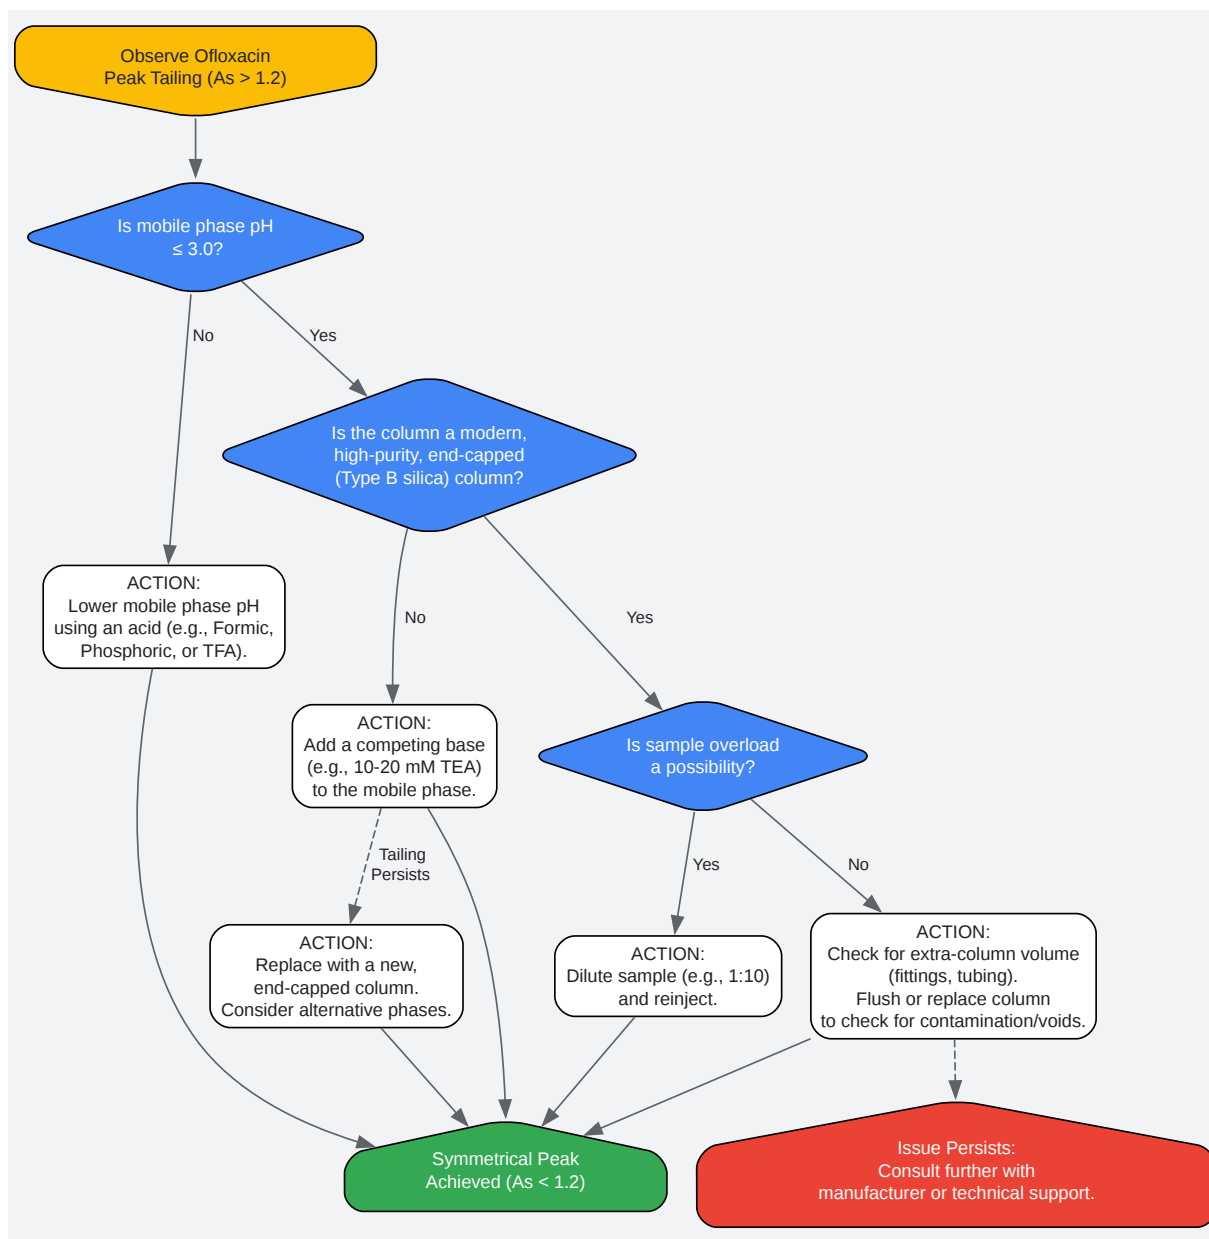 Observe Ofloxacin
Peak Tailing (As > 1.2)
Is mobile phase pH
≤ 3.0?
No
Yes
Is the column a modern,
high-purity, end-capped
(Type B silica) column?
ACTION:
Lower mobile phase pH
using an acid (e.g., Formic,
Phosphoric, or TFA).
No
Yes
ACTION:
Add a competing base
(e.g., 10-20 mM TEA)
to the mobile phase.
Is sample overload
a possibility?
Tailing
Persists
Yes
No
ACTION:
Replace with a new,
end-capped column.
Consider alternative phases.
ACTION:
Dilute sample (e.g., 1:10)
and reinject.
ACTION:
Check for extra-column volume
(fittings, tubing).
Flush or replace column
to check for contamination/voids.
Symmetrical Peak
Achieved (As < 1.2)
Issue Persists:
Consult further with
manufacturer or technical support.